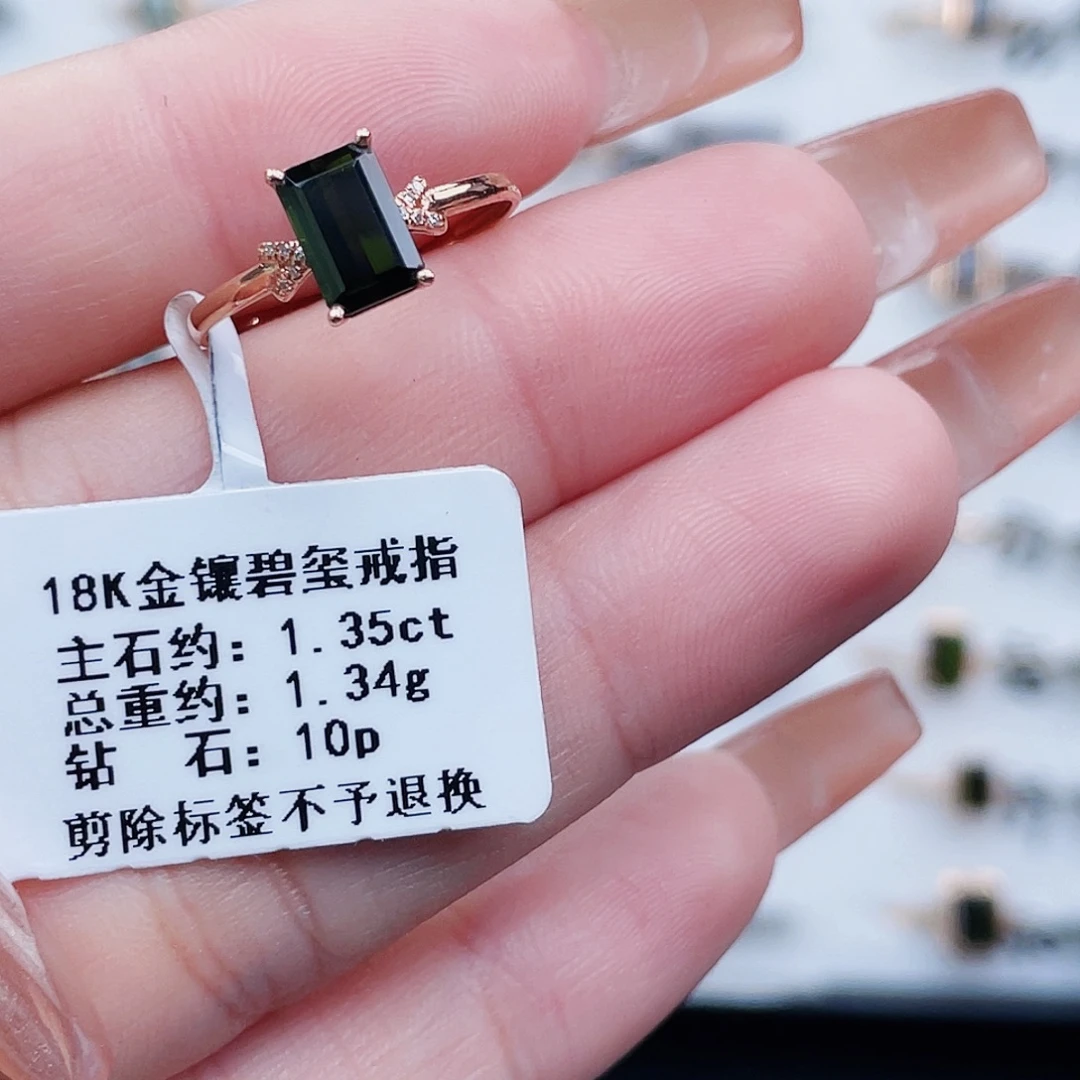 18K金镶碧玺戒指
主石约: 1.35ct
总重约: 1.34g
钻 石: 10p
剪除标签不予退换